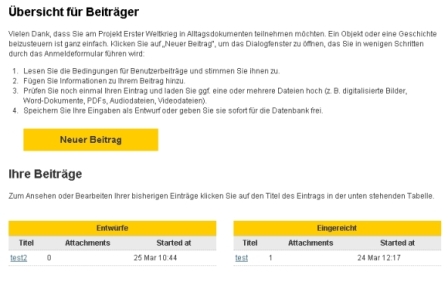 Übersicht für Beiträger
Vielen Dank, dass Sie am Projekt Erster Weltkrieg in Alltagsdokumenten teilnehmen möchten. Ein Objekt oder eine Geschichte
beizusteuern ist ganz einfach. Klicken Sie auf „Neuer Beitrag", um das Dialogfenster zu öffnen, das Sie in wenigen Schritten
durch das Anmeldeformular führen wird:
1. Lesen Sie die Bedingungen für Benutzerbeiträge und stimmen Sie ihnen zu.
2. Fügen Sie Informationen zu Ihrem Beitrag hinzu.
3. Prüfen Sie noch einmal Ihren Eintrag und laden Sie ggf. eine oder mehrere Dateien hoch (z. B. digitalisierte Bilder,
Word-Dokumente, PDFs, Audiodateien, Videodateien).
4. Speichern Sie Ihre Eingaben als Entwurf oder geben Sie sie sofort für die Datenbank frei.
Neuer Beitrag
Ihre Beiträge
Zum Ansehen oder Bearbeiten Ihrer bisherigen Einträge klicken Sie auf den Titel des Eintrags in der unten stehenden Tabelle.
Entwürfe
Titel Attachments Started at
test2 0 25 Mar 10:44
Eingereicht
Titel Attachments Started at
test 1 24 Mar 12:17